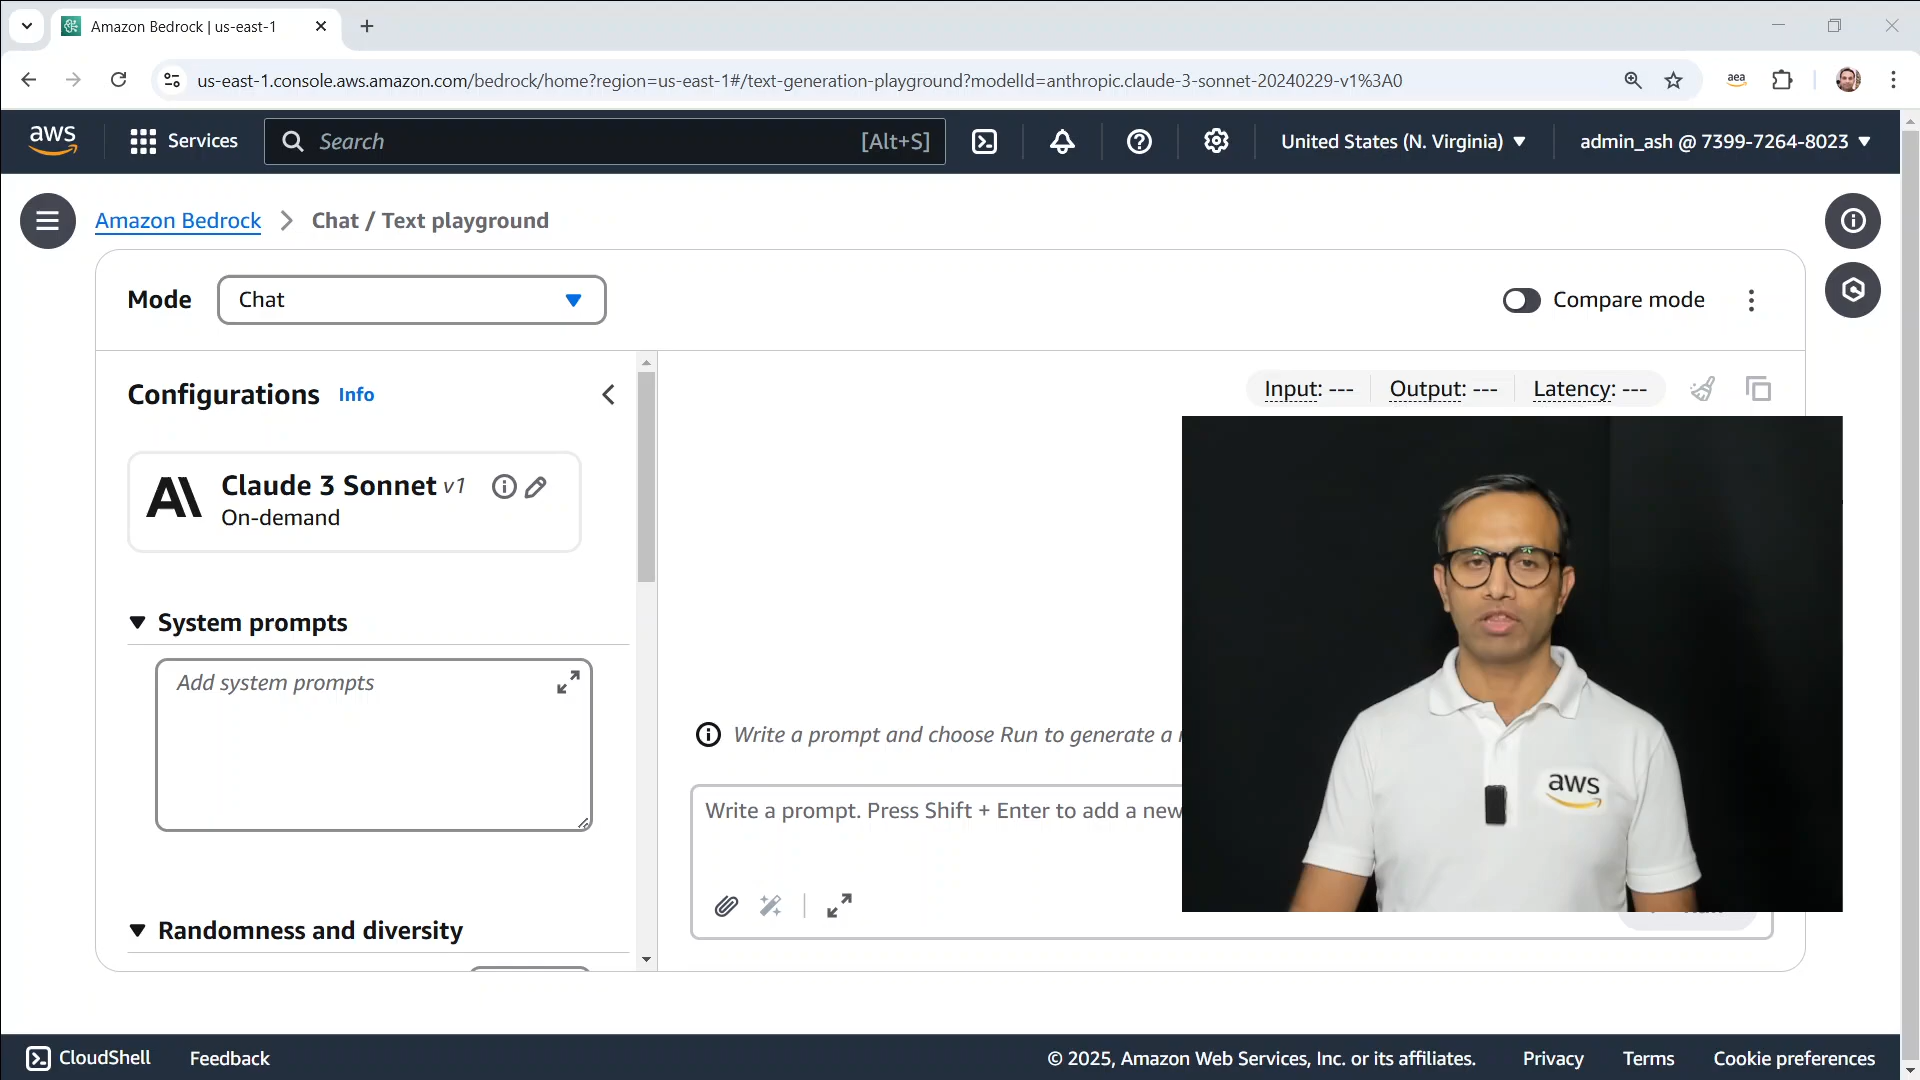 Amazon Bedrock | us-east-1
us-east-1.console.aws.amazon.com/bedrock/home?region=us-east-1#/text-generation-playground?modelId=anthropic.claude-3-sonnet-20240229-v1%3A0
aea
aws
Services
Search
[Alt+S]
United States (N. Virginia)
admin_ash @ 7399-7264-8023
Amazon Bedrock
Chat / Text playground
Mode
Chat
Compare mode
Configurations
Info
Input: ---
Output: ---
Latency: ---
Claude 3 Sonnet v1
On-demand
System prompts
Add system prompts
Write a prompt and choose Run to generate a
Write a prompt. Press Shift + Enter to add a new
aws
Randomness and diversity
CloudShell
Feedback
© 2025, Amazon Web Services, Inc. or its affiliates.
Privacy
Terms
Cookie preferences